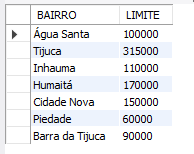 BAIRRO LIMITE
Água Santa 100000
Tijuca 315000
Inhauma 110000
Humaitá 170000
Cidade Nova 150000
Piedade 60000
Barra da Tijuca 90000